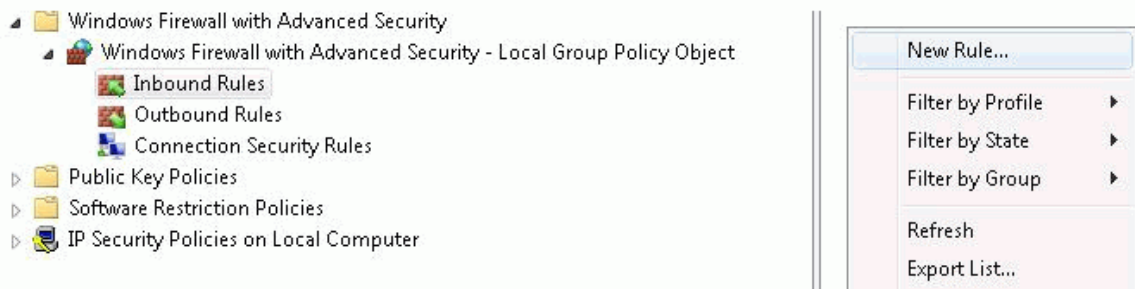 Windows Firewall with Advanced Security
Windows Firewall with Advanced Security - Local Group Policy Object
Inbound Rules
Outbound Rules
Connection Security Rules
Public Key Policies
Software Restriction Policies
IP Security Policies on Local Computer
New Rule...
Filter by Profile
Filter by State
Filter by Group
Refresh
Export List...